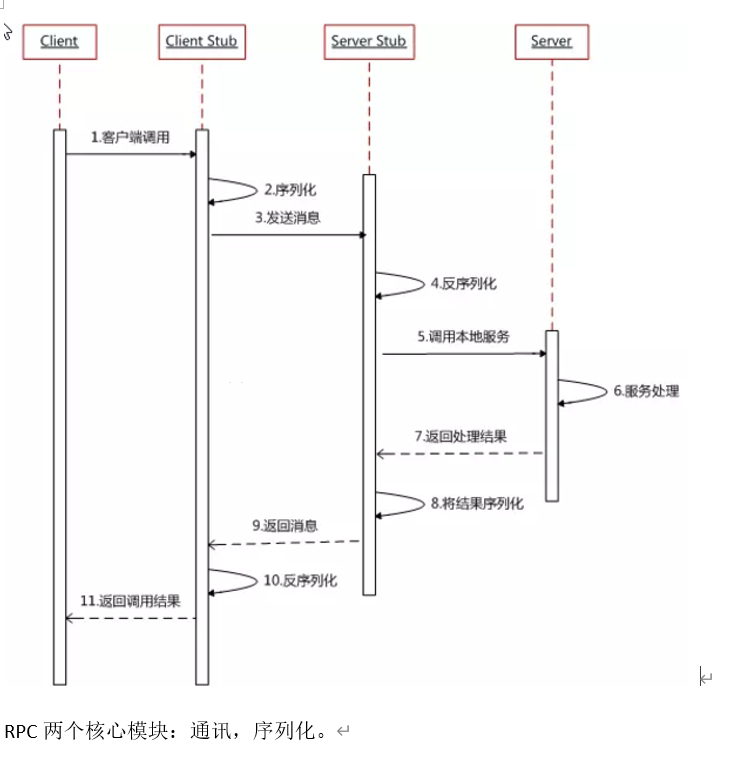 Client
Client Stub
Server Stub
Server
1.客户端调用
2.序列化
3.发送消息
4.反序列化
5.调用本地服务
6.服务处理
7.返回处理结果
8.将结果序列化
9.返回消息
10.反序列化
11.返回调用结果
RPC 两个核心模块：通讯，序列化。